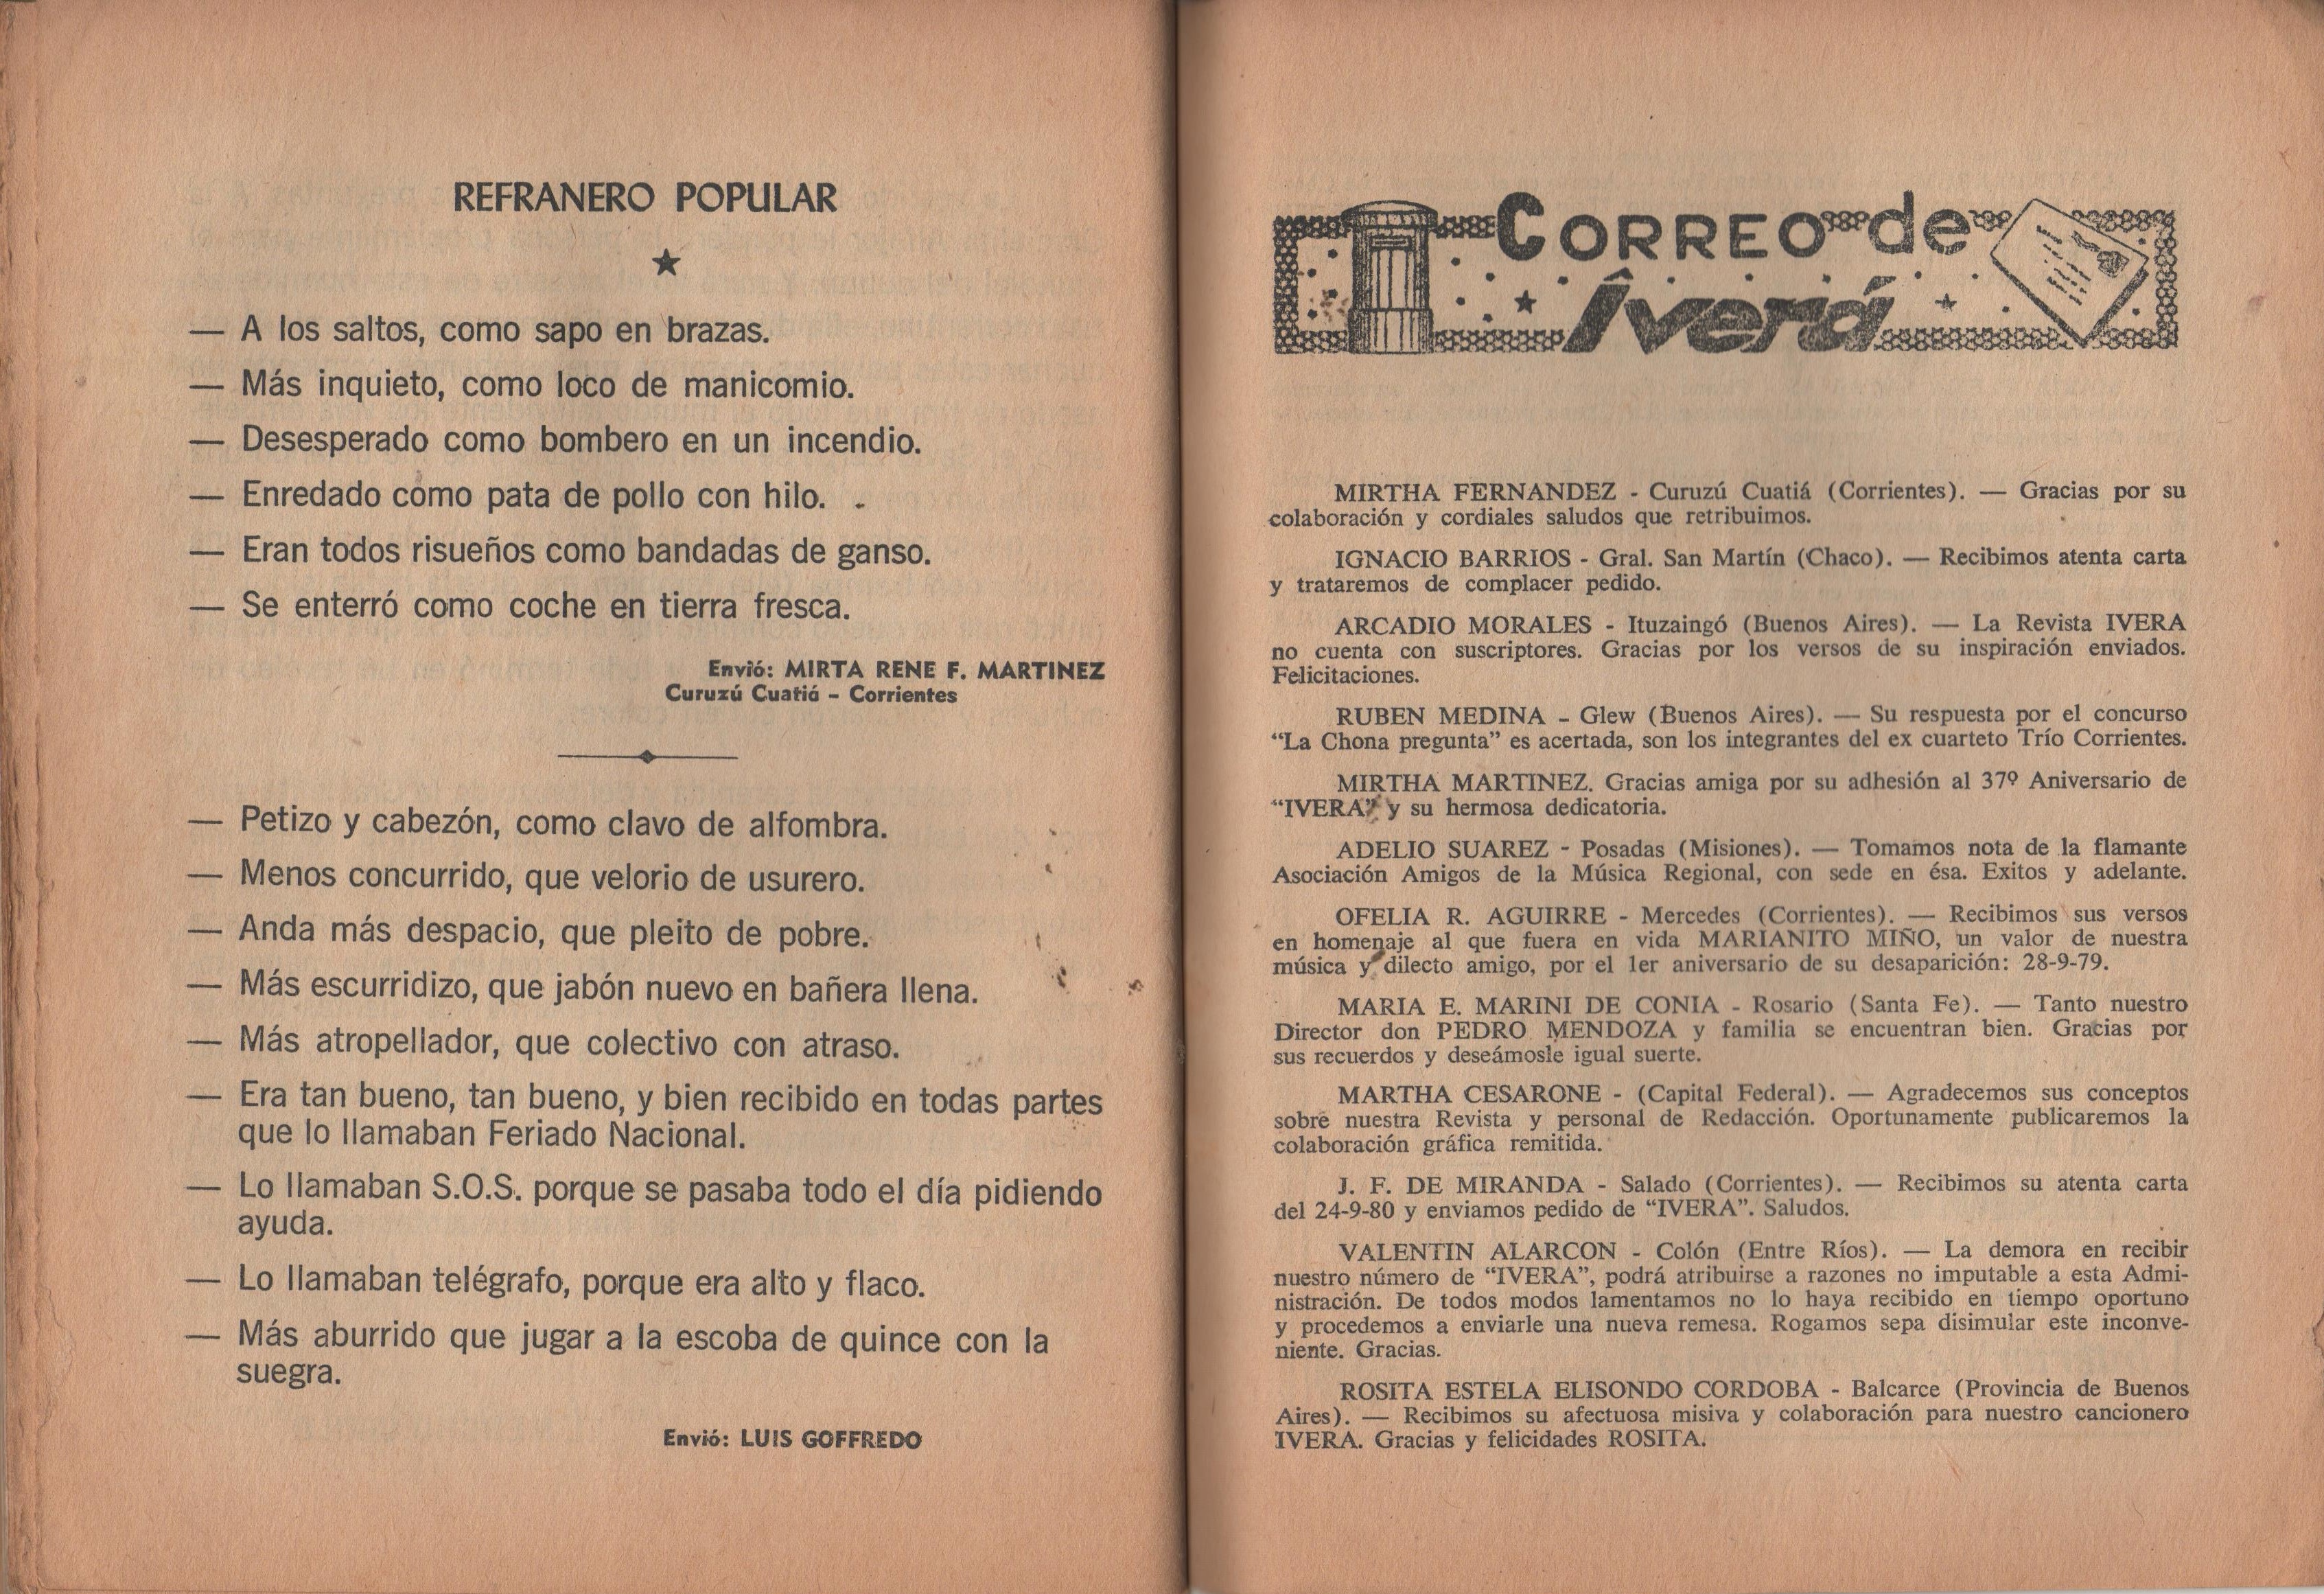 REFRANERO POPULAR
— A los saltos, como sapo en brazas.
— Más inquieto, como loco de manicomio.
— Desesperado como bombero en un incendio.
— Enredado como pata de pollo con hilo.
— Eran todos risueños como bandadas de ganso.
— Se enterró como coche en tierra fresca.
Envió: MIRTA RENE F. MARTINEZ
Curuzú Cuatiá - Corrientes
— Petizo y cabezón, como clavo de alfombra.
— Menos concurrido, que velorio de usurero.
— Anda más despacio, que pleito de pobre.
— Más escurridizo, que jabón nuevo en bañera llena.
— Más atropellador, que colectivo con atraso.
— Era tan bueno, tan bueno, y bien recibido en todas partes
que lo llamaban Feriado Nacional.
— Lo llamaban S.O.S. porque se pasaba todo el día pidiendo
ayuda.
— Lo llamaban telégrafo, porque era alto y flaco.
— Más aburrido que jugar a la escoba de quince con la
suegra.
Envió: LUIS GOFFREDO
CORREO de
Îverá
MIRTHA FERNANDEZ - Curuzú Cuatiá (Corrientes). — Gracias por su
colaboración y cordiales saludos que retribuimos.
IGNACIO BARRIOS - Gral. San Martín (Chaco). — Recibimos atenta carta
y trataremos de complacer pedido.
ARCADIO MORALES - Ituzaingó (Buenos Aires). — La Revista IVERA
no cuenta con suscriptores. Gracias por los versos de su inspiración enviados.
Felicitaciones.
RUBEN MEDINA - Glew (Buenos Aires). — Su respuesta por el concurso
“La Chona pregunta” es acertada, son los integrantes del ex cuarteto Trío Corrientes.
MIRTHA MARTINEZ. Gracias amiga por su adhesión al 37º Aniversario de
“IVERA” y su hermosa dedicatoria.
ADELIO SUAREZ - Posadas (Misiones). — Tomamos nota de la flamante
Asociación Amigos de la Música Regional, con sede en ésa. Exitos y adelante.
OFELIA R. AGUIRRE - Mercedes (Corrientes). — Recibimos sus versos
en homenaje al que fuera en vida MARIANITO MIÑO, un valor de nuestra
música y dilecto amigo, por el 1er aniversario de su desaparición: 28-9-79.
MARIA E. MARINI DE CONIA - Rosario (Santa Fe). — Tanto nuestro
Director don PEDRO MENDOZA y familia se encuentran bien. Gracias por
sus recuerdos y deseámosle igual suerte.
MARTHA CESARONE - (Capital Federal). — Agradecemos sus conceptos
sobre nuestra Revista y personal de Redacción. Oportunamente publicaremos la
colaboración gráfica remitida.
J. F. DE MIRANDA - Salado (Corrientes). — Recibimos su atenta carta
del 24-9-80 y enviamos pedido de “IVERA”. Saludos.
VALENTIN ALARCON - Colón (Entre Ríos). — La demora en recibir
nuestro número de “IVERA”, podrá atribuirse a razones no imputable a esta Admi-
nistración. De todos modos lamentamos no lo haya recibido en tiempo oportuno
y procedemos a enviarle una nueva remesa. Rogamos sepa disimular este inconve-
niente. Gracias.
ROSITA ESTELA ELISONDO CORDOBA - Balcarce (Provincia de Buenos
Aires). — Recibimos su afectuosa misiva y colaboración para nuestro cancionero
IVERA. Gracias y felicidades ROSITA.